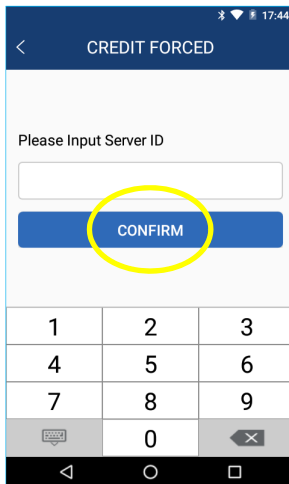 17:44
CREDIT FORCED
Please Input Server ID
CONFIRM
1 2 3
4 5 6
7 8 9
0